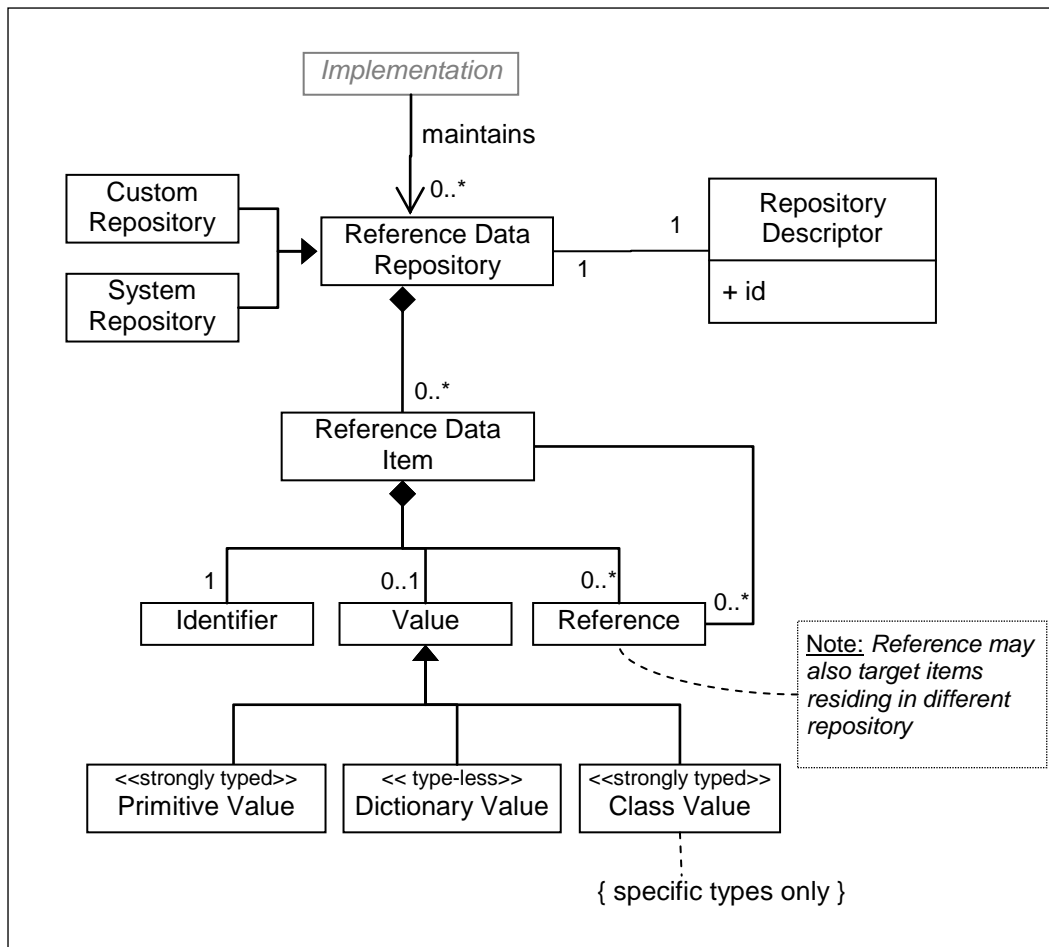 Implementation
maintains
0..*
Custom
Repository
System
Repository
Reference Data
Repository
1
1
Repository
Descriptor
+ id
0..*
Reference Data
Item
1
0..1
0..*
0..*
Identifier
Value
Reference
Note: Reference may
also target items
residing in different
repository
<<strongly typed>>
Primitive Value
<< type-less>>
Dictionary Value
<<strongly typed>>
Class Value
{ specific types only }